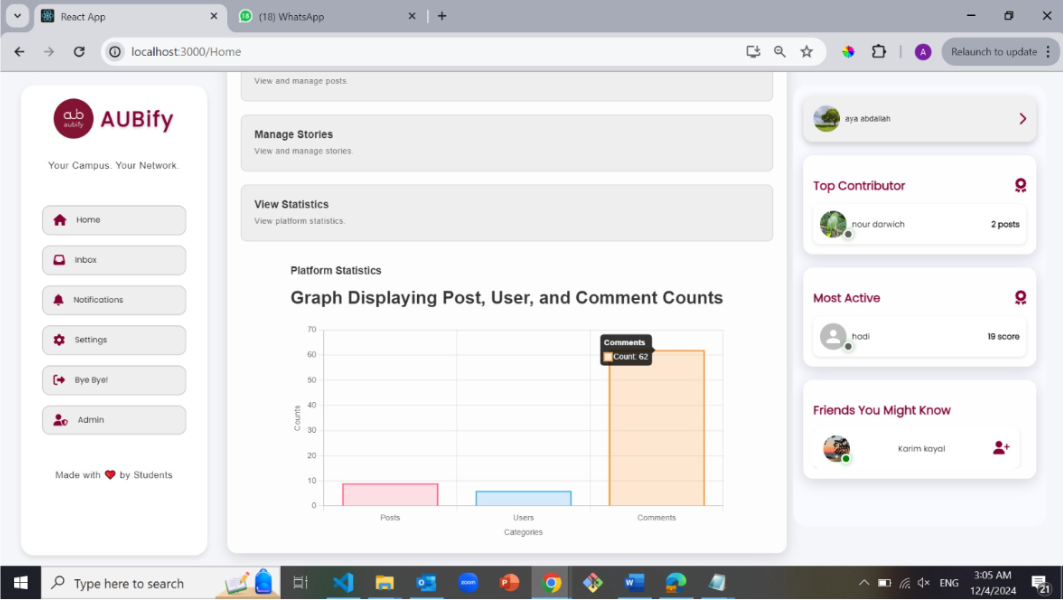 React App
(18) WhatsApp
localhost:3000/Home
A
Relaunch to update
aub
aubify
AUBify
Your Campus. Your Network.
Home
Inbox
Notifications
Settings
Bye Bye!
Admin
Made with ❤ by Students
View and manage posts.
Manage Stories
View and manage stories.
View Statistics
View platform statistics.
Platform Statistics
Graph Displaying Post, User, and Comment Counts
70
60
50
40
30
20
10
0
Counts
Comments
Count: 62
Posts
Users
Comments
Categories
aya abdallah
Top Contributor
nour darwich
2 posts
Most Active
hadi
19 score
Friends You Might Know
Karim kayal
Type here to search
zoom
ENG
3:05 AM
12/4/2024
21